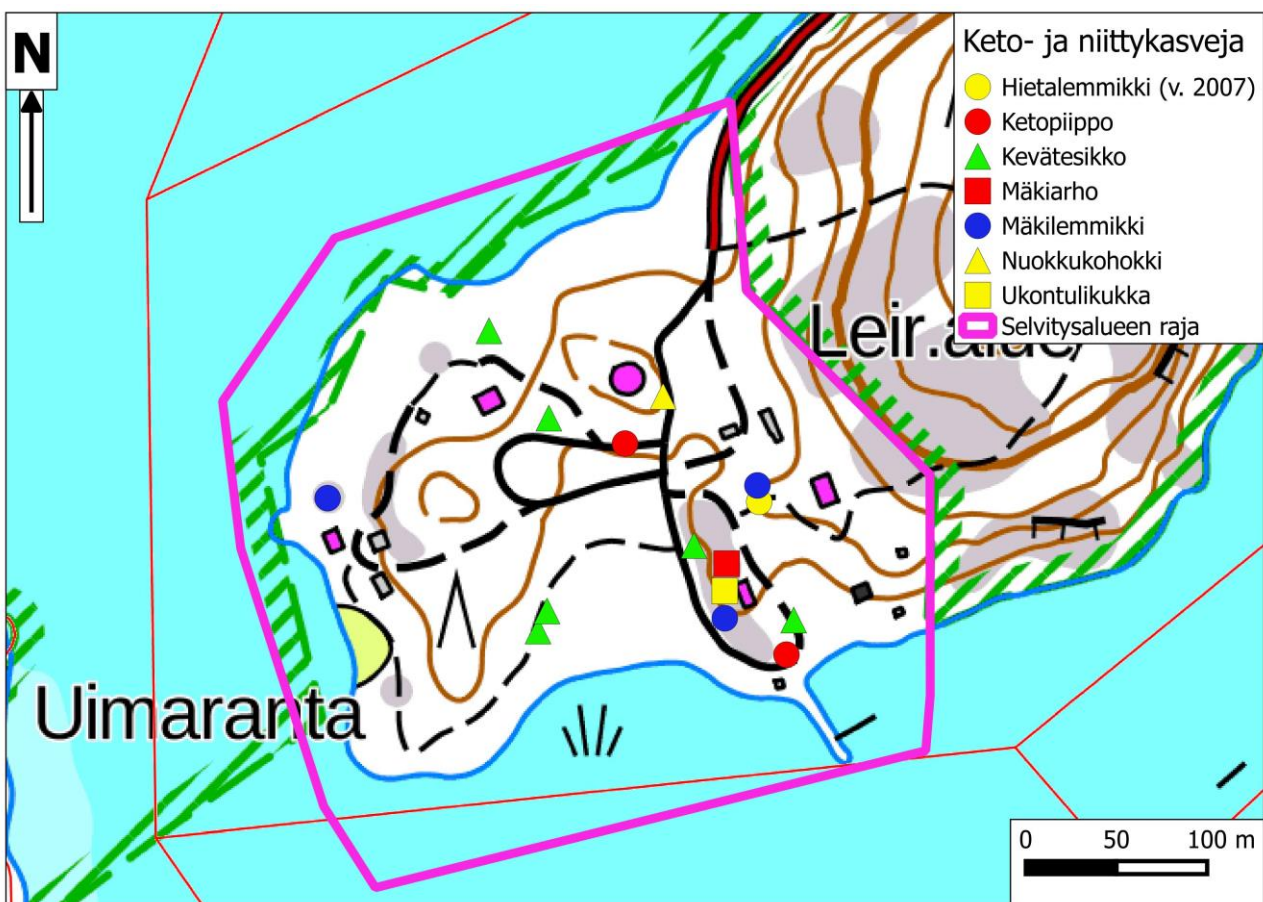 N
Keto- ja niittykasveja
Hietalemmikki (v. 2007)
Ketopiippo
Kevätesikko
Mäkiarho
Mäkilemmikki
Nuokkukohokki
Ukontulikukka
Selvitysalueen raja
Leir.alue
Uimaranta
0 50 100 m